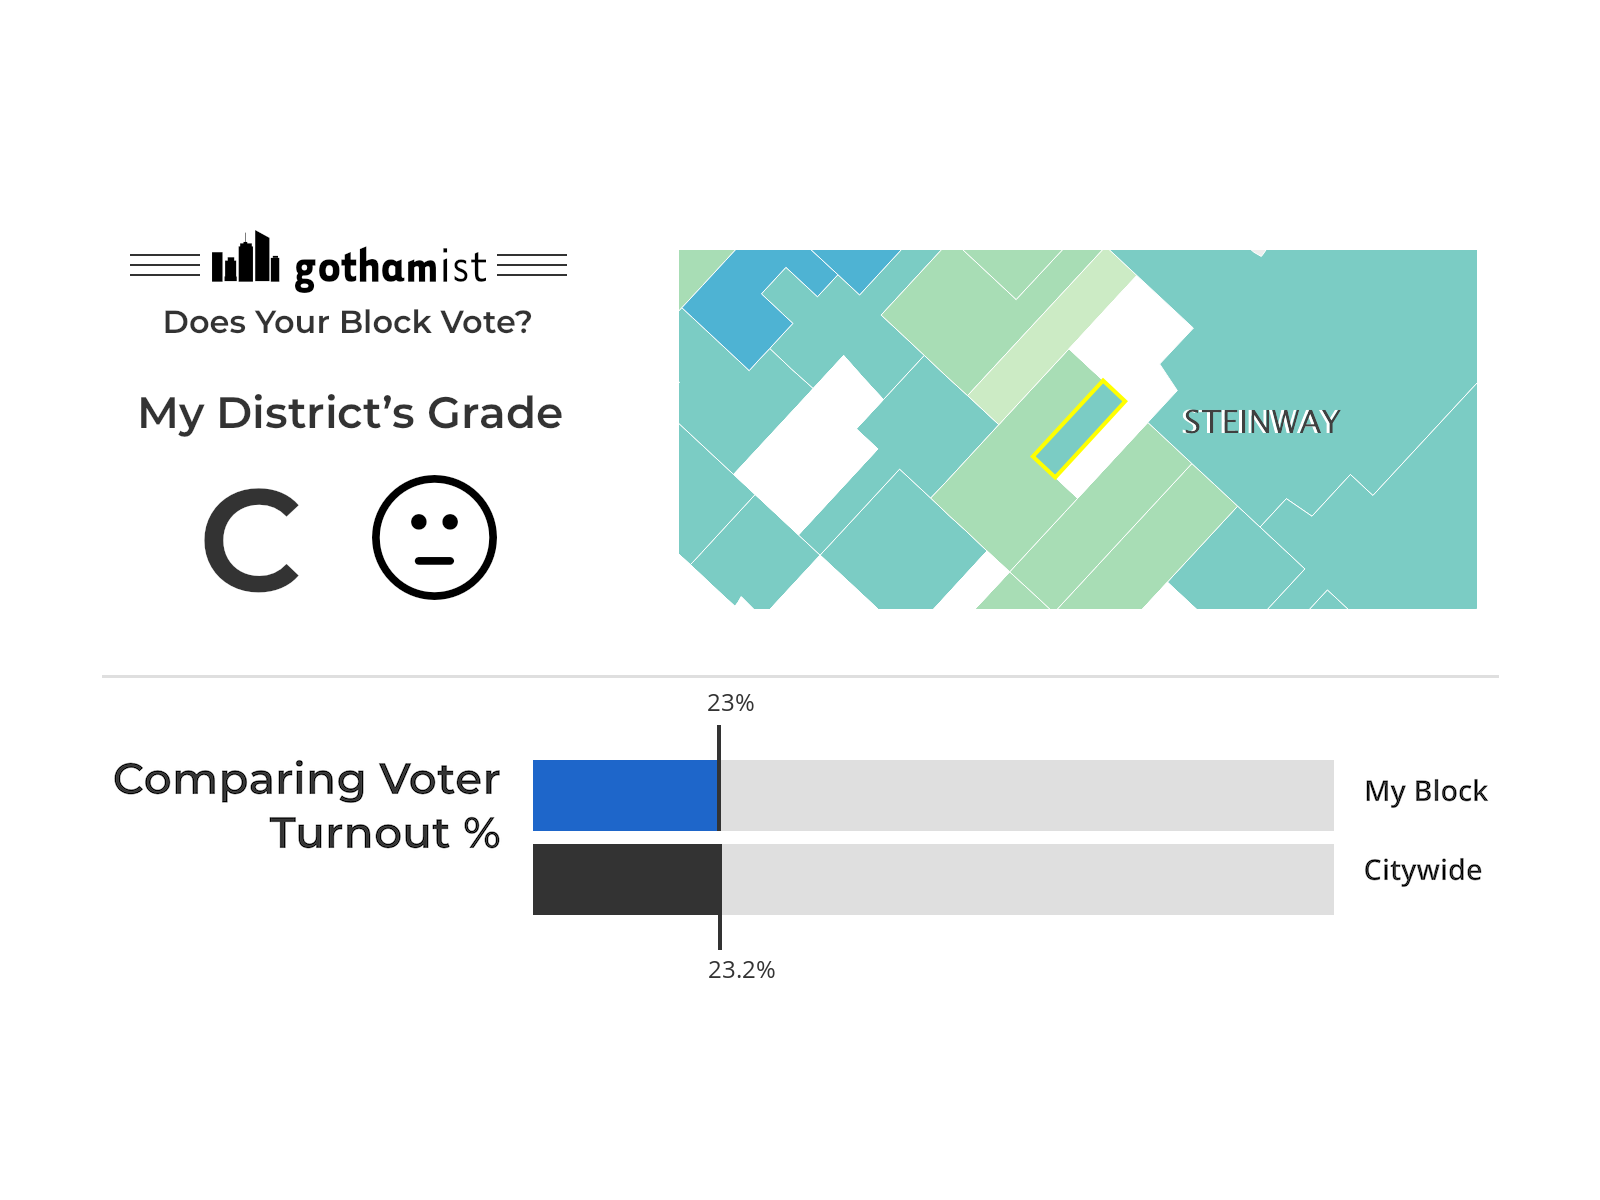 gothamist
Does Your Block Vote?
My District’s Grade
C
STEINWAY
23%
Comparing Voter
Turnout %
My Block
Citywide
23.2%